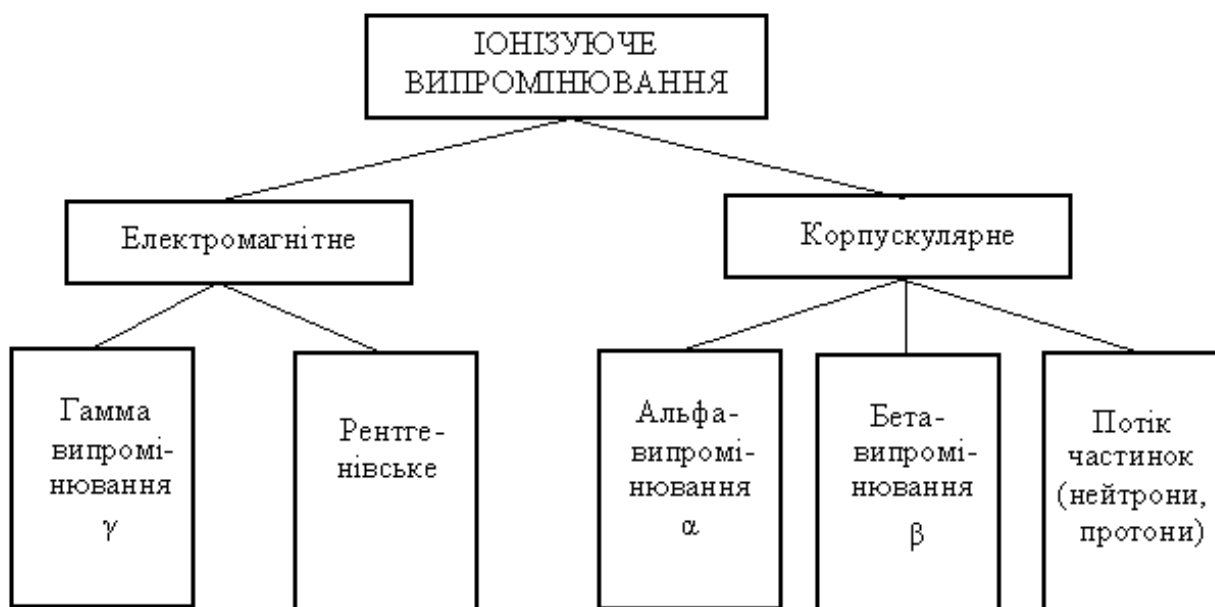 ІОНІЗУЮЧЕ
ВИПРОМІНЮВАННЯ
Електромагнітне
Корпускулярне
Гамма
випромі-
нювання
γ
Рентге-
нівське
Альфа-
випромі-
нювання
α
Бета-
випромі-
нювання
β
Потік
частинок
(нейтрони,
протони)